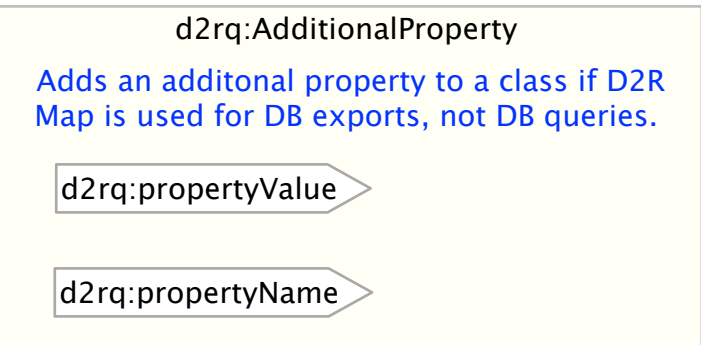 d2rq:AdditionalProperty
Adds an additonal property to a class if D2R
Map is used for DB exports, not DB queries.
d2rq:propertyValue
d2rq:propertyName